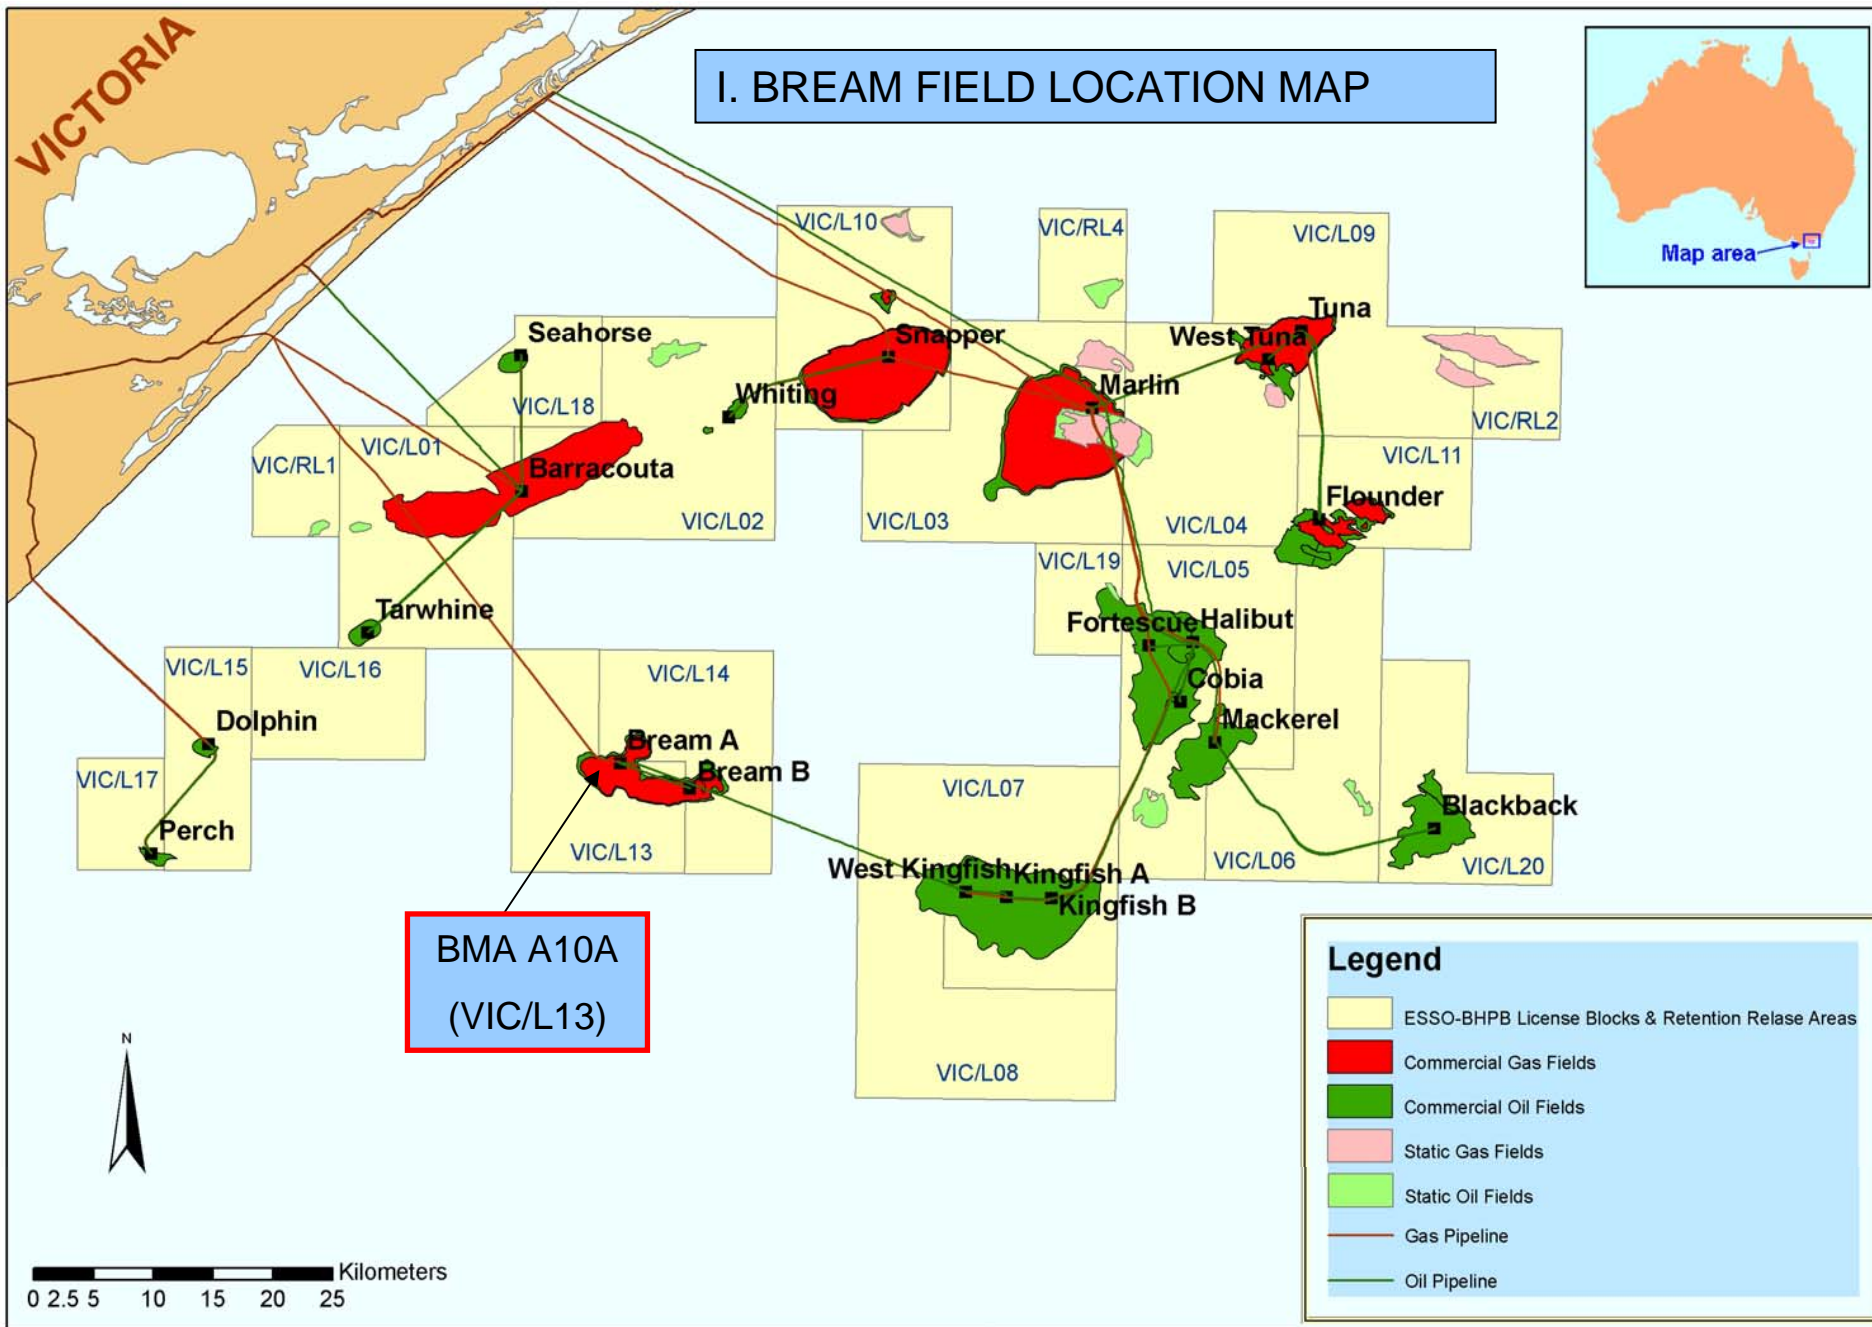 VICTORIA
I. BREAM FIELD LOCATION MAP
Map area
VIC/L10
VIC/RL4
VIC/L09
Seahorse
Snapper
Tuna
West Tuna
Whiting
Marlin
VIC/L18
VIC/RL2
VIC/L01
VIC/RL1
Barracouta
VIC/L11
Flounder
VIC/L02
VIC/L03
VIC/L04
VIC/L19
VIC/L05
Tarwhine
Fortescue
Halibut
VIC/L15
VIC/L16
VIC/L14
Cobia
Dolphin
Mackerel
Bream A
Bream B
VIC/L17
VIC/L07
Perch
Blackback
VIC/L13
VIC/L06
VIC/L20
West Kingfish
Kingfish A
Kingfish B
BMA A10A
(VIC/L13)
VIC/L08
N
Kilometers
0 2.5 5 10 15 20 25
Legend
ESSO-BHPB License Blocks & Retention Relase Areas
Commercial Gas Fields
Commercial Oil Fields
Static Gas Fields
Static Oil Fields
Gas Pipeline
Oil Pipeline